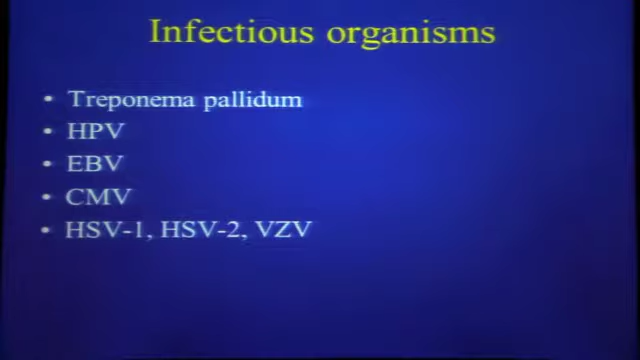 Infectious organisms
• Treponema pallidum
• HPV
• EBV
• CMV
• HSV-1, HSV-2, VZV